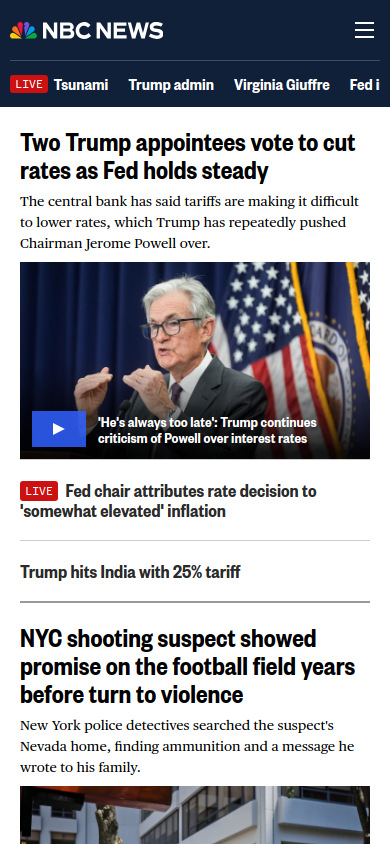 NBC NEWS
LIVE Tsunami Trump admin Virginia Giuffre Fed i
Two Trump appointees vote to cut
rates as Fed holds steady
The central bank has said tariffs are making it difficult
to lower rates, which Trump has repeatedly pushed
Chairman Jerome Powell over.
'He's always too late': Trump continues
criticism of Powell over interest rates
LIVE Fed chair attributes rate decision to
'somewhat elevated' inflation
Trump hits India with 25% tariff
NYC shooting suspect showed
promise on the football field years
before turn to violence
New York police detectives searched the suspect's
Nevada home, finding ammunition and a message he
wrote to his family.